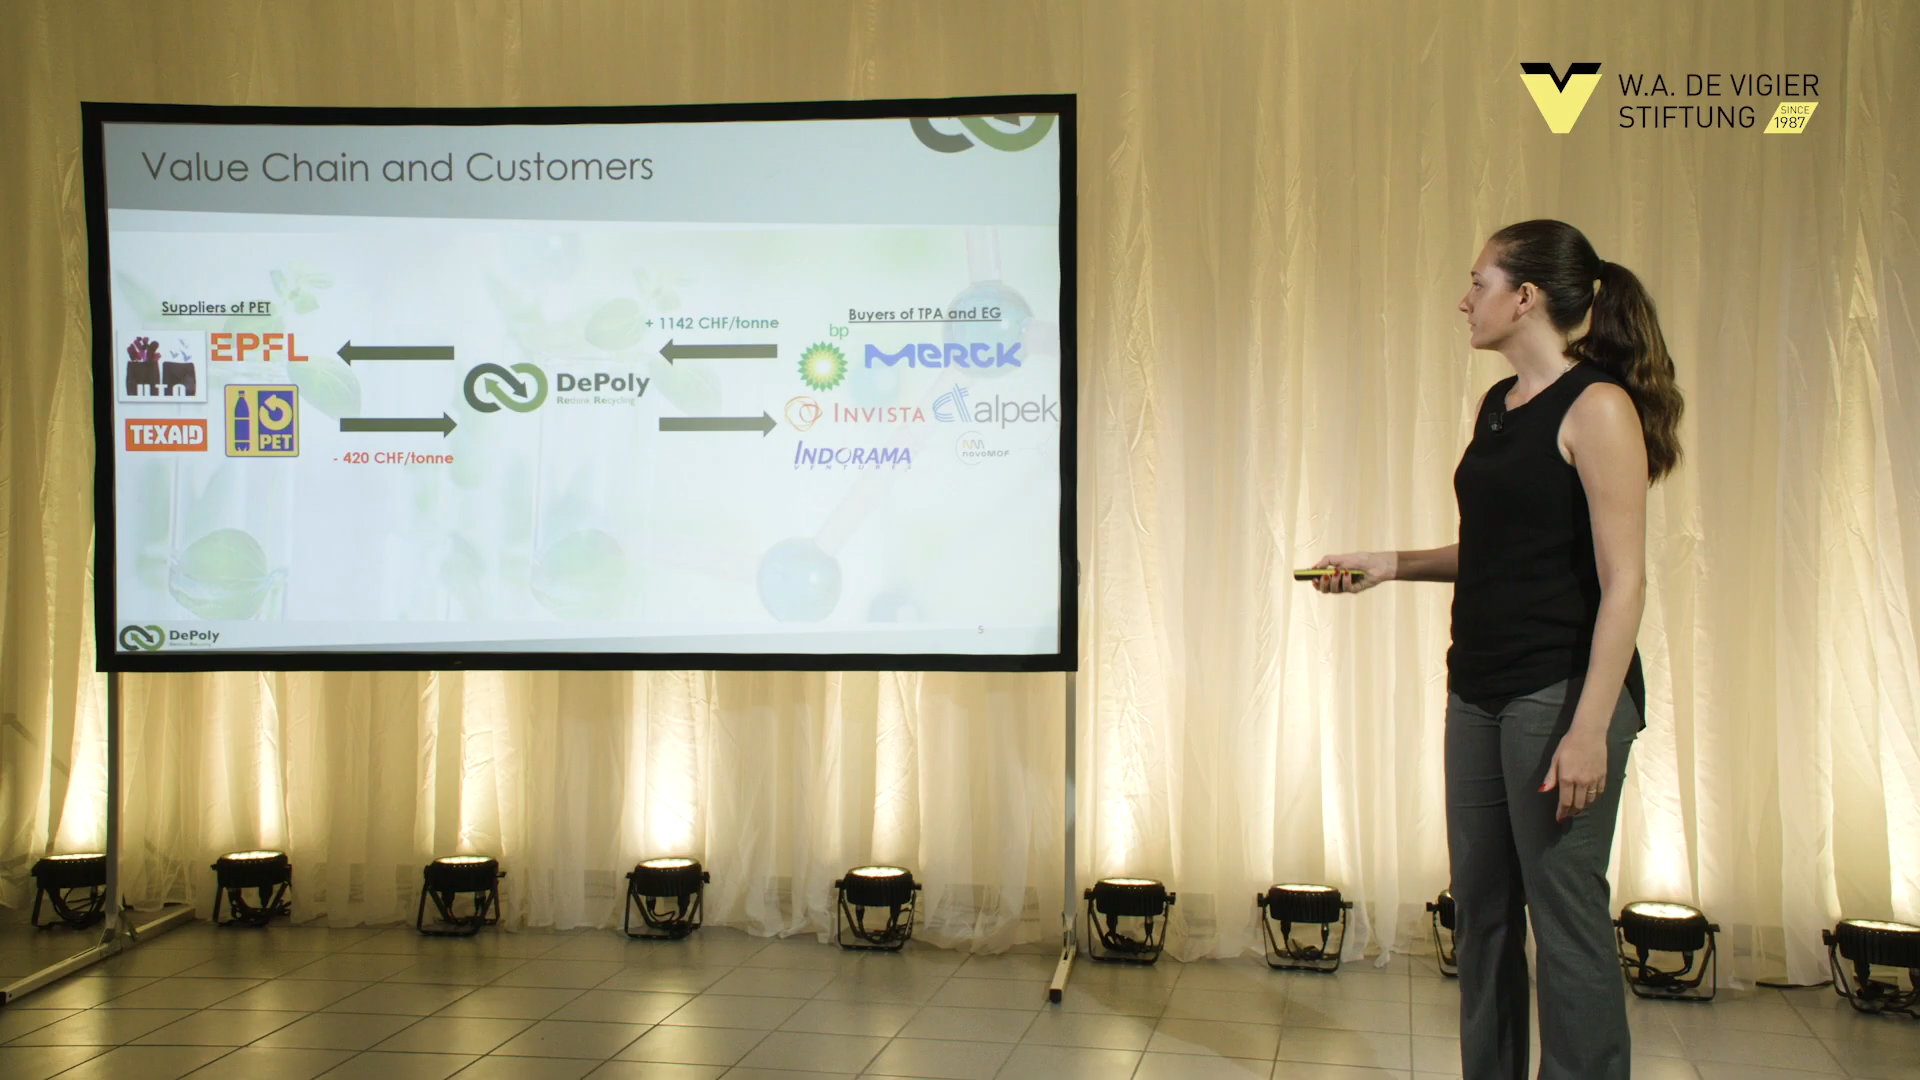 W.A. DE VIGIER
STIFTUNG
SINCE
1987
Value Chain and Customers
Suppliers of PET
EPFL
TEXAID
PET
- 420 CHF/tonne
DePoly
+ 1142 CHF/tonne
Buyers of TPA and EG
bp
MERCK
INVISTA
alpek
INDORAMA
VENTURES
novoMOF
DePoly
5